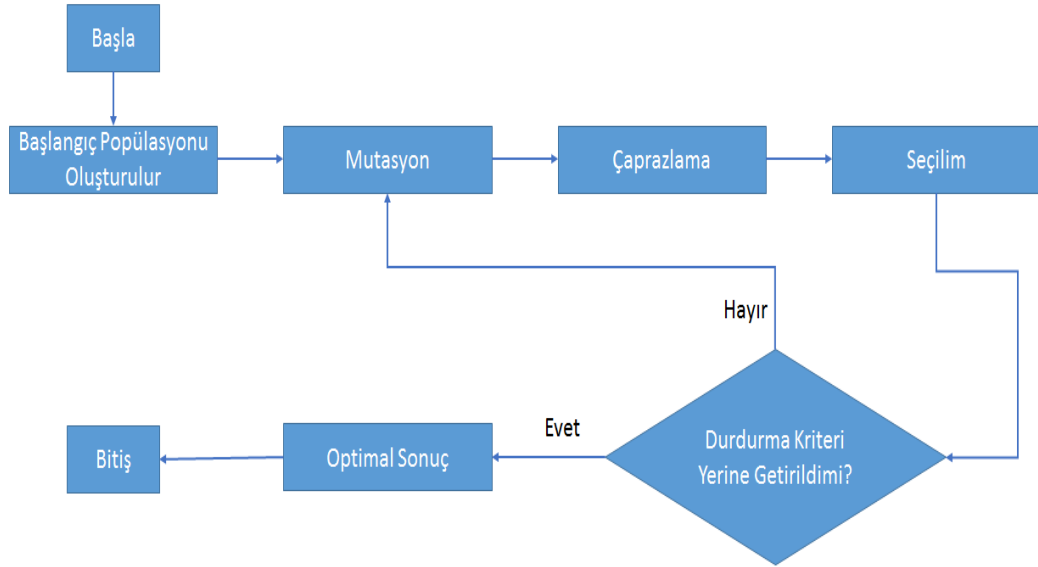 Başla
Başlangıç Popülasyonu
Oluşturulur
Mutasyon
Çaprazlama
Seçilim
Hayır
Durdurma Kriteri
Yerine Getirildimi?
Evet
Optimal Sonuç
Bitiş